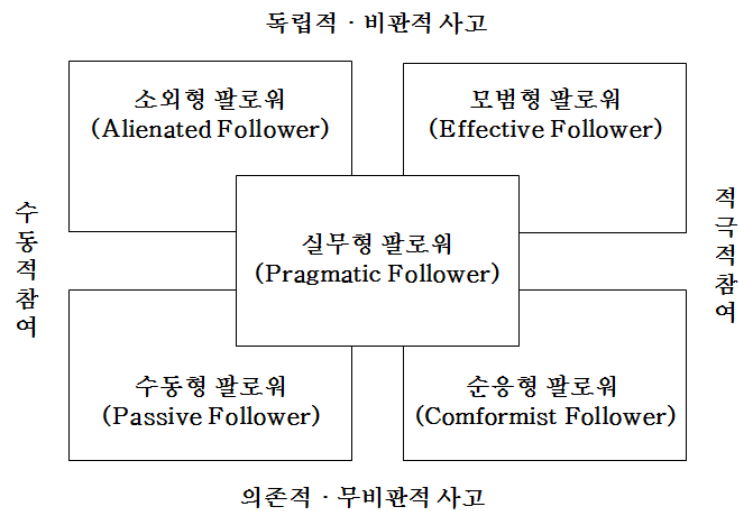 독립적 · 비판적 사고
소외형 팔로워
(Alienated Follower)
모범형 팔로워
(Effective Follower)
수동적참여
실무형 팔로워
(Pragmatic Follower)
적극적참여
수동형 팔로워
(Passive Follower)
순응형 팔로워
(Comformist Follower)
의존적 · 무비판적 사고